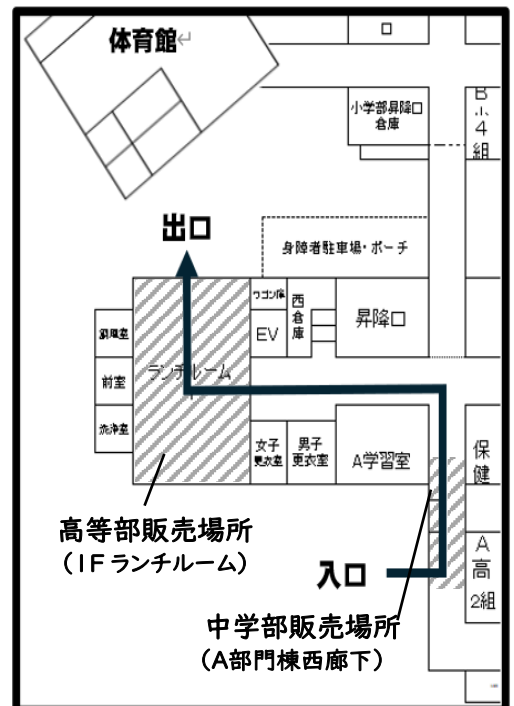 体育館
小学部昇降口
倉庫
B
小
4
組
出口
身障者駐車場・ポーチ
ワゴン庫
西
倉
庫
昇降口
EV
前室
ランチルーム
洗浄室
女子
更衣室
男子
更衣室
A学習室
保
健
高等部販売場所
(1Fランチルーム)
入口
A
高
2組
中学部販売場所
(A部門棟西廊下)